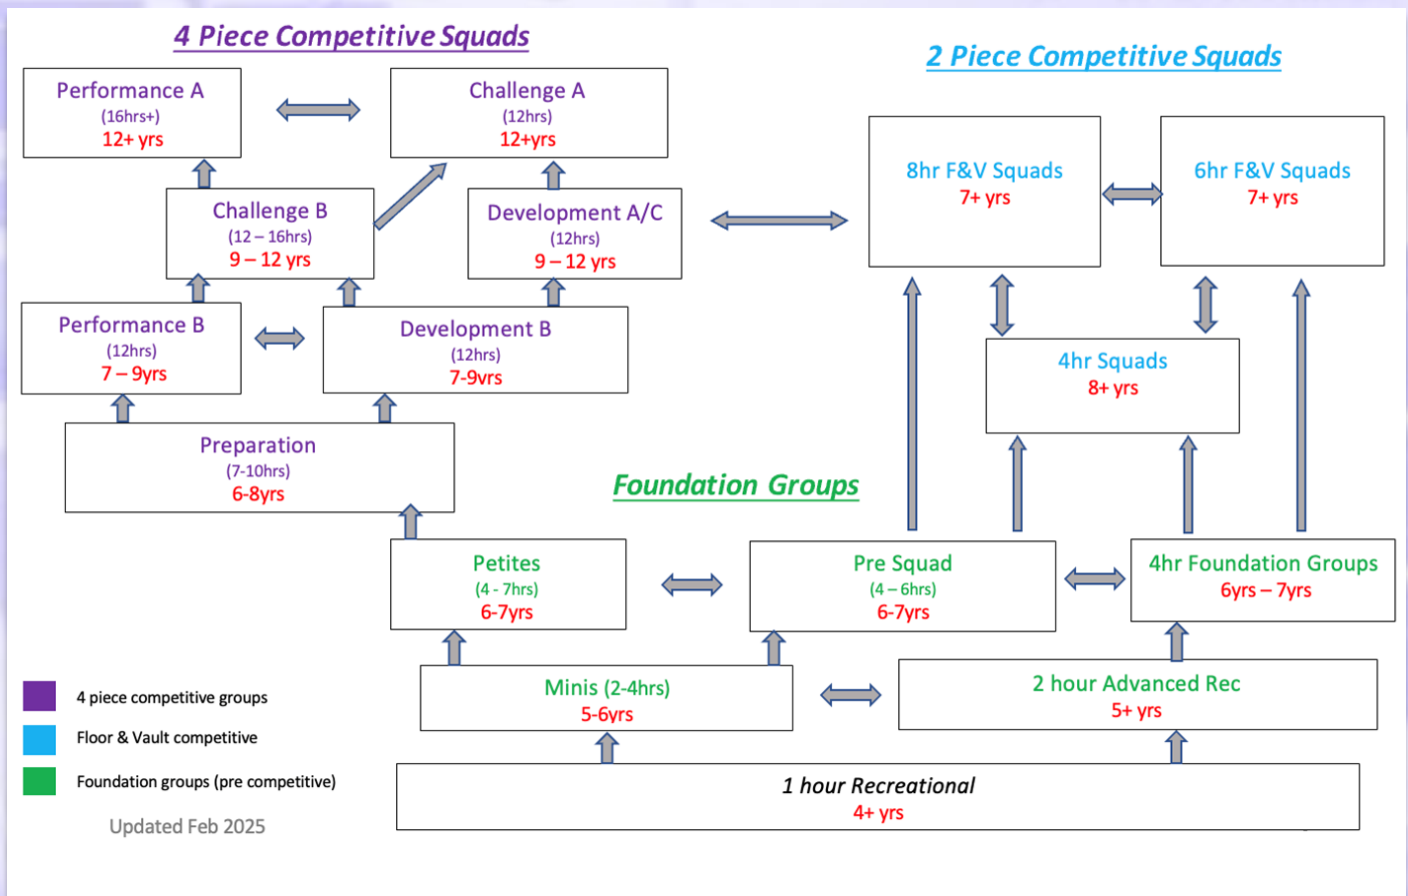 4 Piece Competitive Squads
2 Piece Competitive Squads
Performance A
(16hrs+)
12+ yrs
Challenge A
(12hrs)
12+yrs
8hr F&V Squads
7+ yrs
6hr F&V Squads
7+ yrs
Challenge B
(12 – 16hrs)
9 – 12 yrs
Development A/C
(12hrs)
9 – 12 yrs
Performance B
(12hrs)
7 – 9yrs
Development B
(12hrs)
7-9yrs
4hr Squads
8+ yrs
Preparation
(7-10hrs)
6-8yrs
Foundation Groups
Petites
(4 - 7hrs)
6-7yrs
Pre Squad
(4 – 6hrs)
6-7yrs
4hr Foundation Groups
6yrs – 7yrs
Minis (2-4hrs)
5-6yrs
2 hour Advanced Rec
5+ yrs
1 hour Recreational
4+ yrs
4 piece competitive groups
Floor & Vault competitive
Foundation groups (pre competitive)
Updated Feb 2025